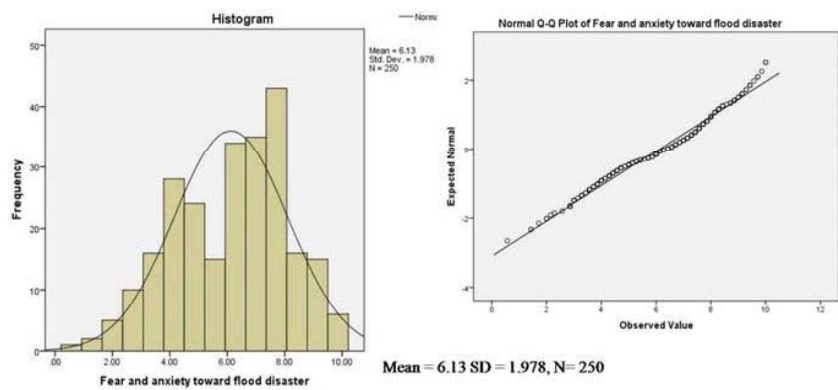 Histogram
Norma
Mean = 6.13
Std. Dev. = 1.978
N = 250
50
40
30
20
10
0
Frequency
.00 2.00 4.00 6.00 8.00 10.00
Fear and anxiety toward flood disaster
Normal Q-Q Plot of Fear and anxiety toward flood disaster
2
0
-2
-4
Expected Normal
0 2 4 6 8 10 12
Observed Value
Mean = 6.13 SD = 1.978, N= 250